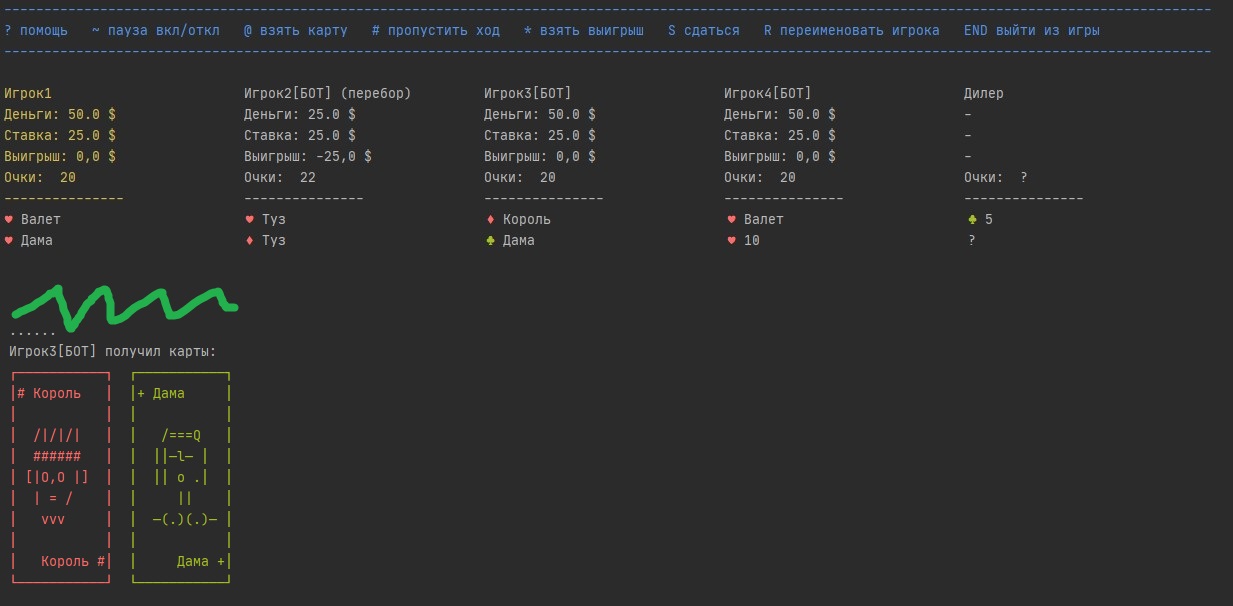 ? помощь ~ пауза вкл/откл @ взять карту # пропустить ход * взять выигрыш S сдаться R переименовать игрока END выйти из игры
Игрок1 Игрок2[БОТ] (перебор) Игрок3[БОТ] Игрок4[БОТ] Дилер
Деньги: 50.0 $ Деньги: 25.0 $ Деньги: 50.0 $ Деньги: 50.0 $ –
Ставка: 25.0 $ Ставка: 25.0 $ Ставка: 25.0 $ Ставка: 25.0 $ –
Выигрыш: 0,0 $ Выигрыш: -25,0 $ Выигрыш: 0,0 $ Выигрыш: 0,0 $ –
Очки: 20 Очки: 22 Очки: 20 Очки: 20 Очки: ?
--------------- --------------- --------------- --------------- ---------------
♥ Валет ♥ Туз ♦ Король ♥ Валет ♣ 5
♥ Дама ♦ Туз ♣ Дама ♥ 10 ?
......
Игрок3[БОТ] получил карты:
# Король + Дама
/|/|/| /===Q
###### ||—l— |
[|O,O |] || o .|
| = / ||
vvv —(.)(.)—
Король # Дама +